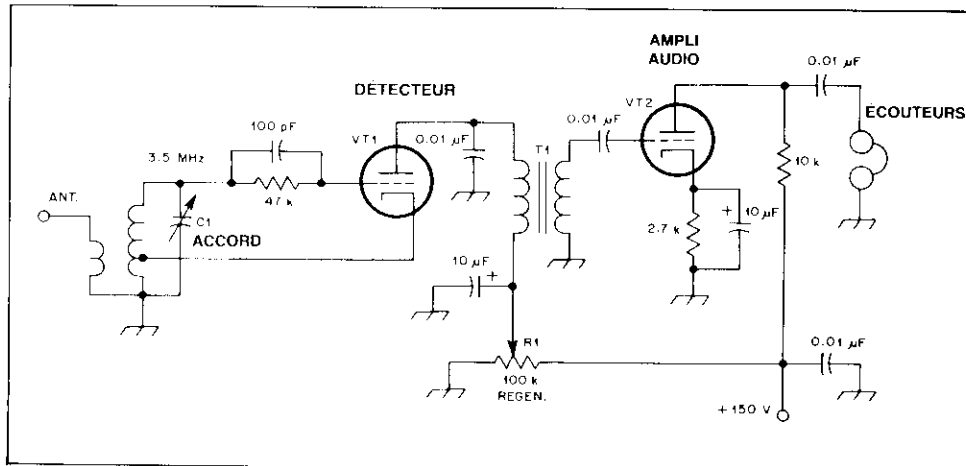 AMPLI
AUDIO
0.01 µF
DÉTECTEUR
VT2
ÉCOUTEURS
0.01 µF
100 pF
VT1
0.01 µF
T1
3.5 MHz
10 k
47 k
ANT.
C1
ACCORD
2.7 k
+
10 µF
10 µF
+
R1
0.01 µF
100 k
REGEN.
+150 V